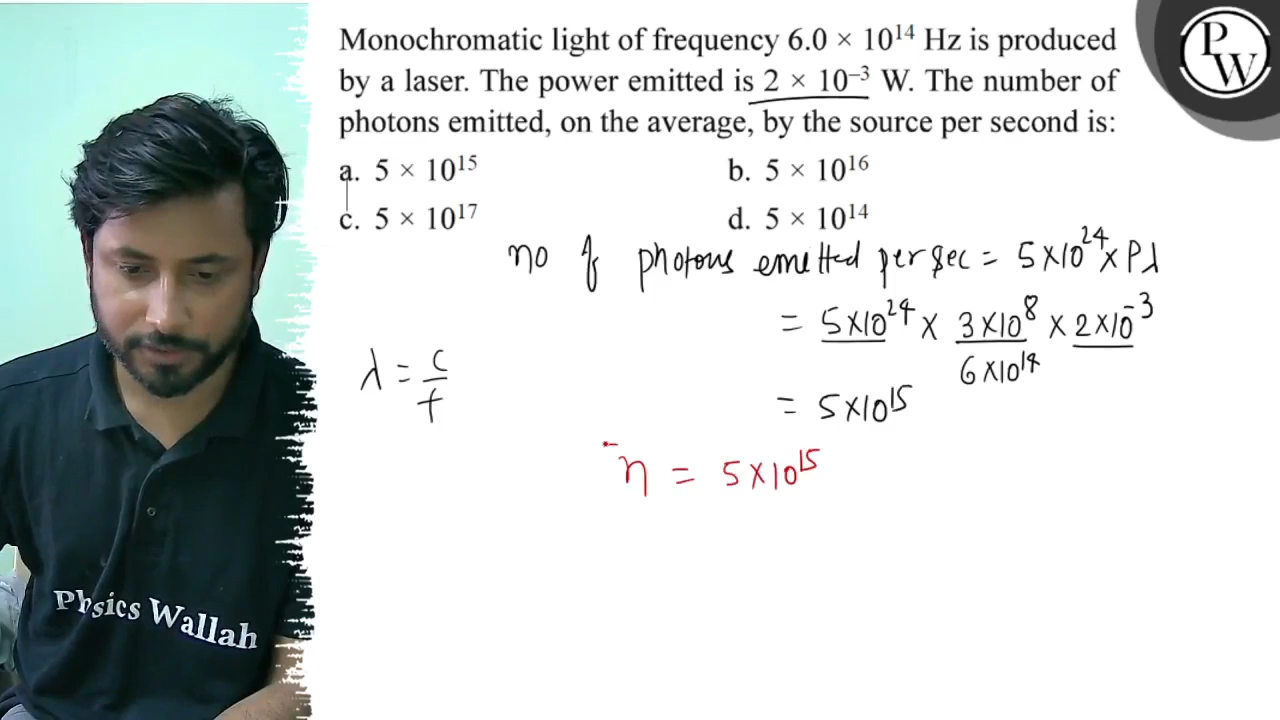 Monochromatic light of frequency 6.0 × 10¹⁴ Hz is produced
by a laser. The power emitted is 2 × 10⁻³ W. The number of
photons emitted, on the average, by the source per second is:
a. 5 × 10¹⁵ b. 5 × 10¹⁶
c. 5 × 10¹⁷ d. 5 × 10¹⁴
no of photons emitted per sec = 5×10²⁴ × Pλ
= 5×10²⁴ × 3×10⁸/6×10¹⁴ × 2×10⁻³
λ = c/f
= 5×10¹⁵
n = 5×10¹⁵
PW
Physics Wallah